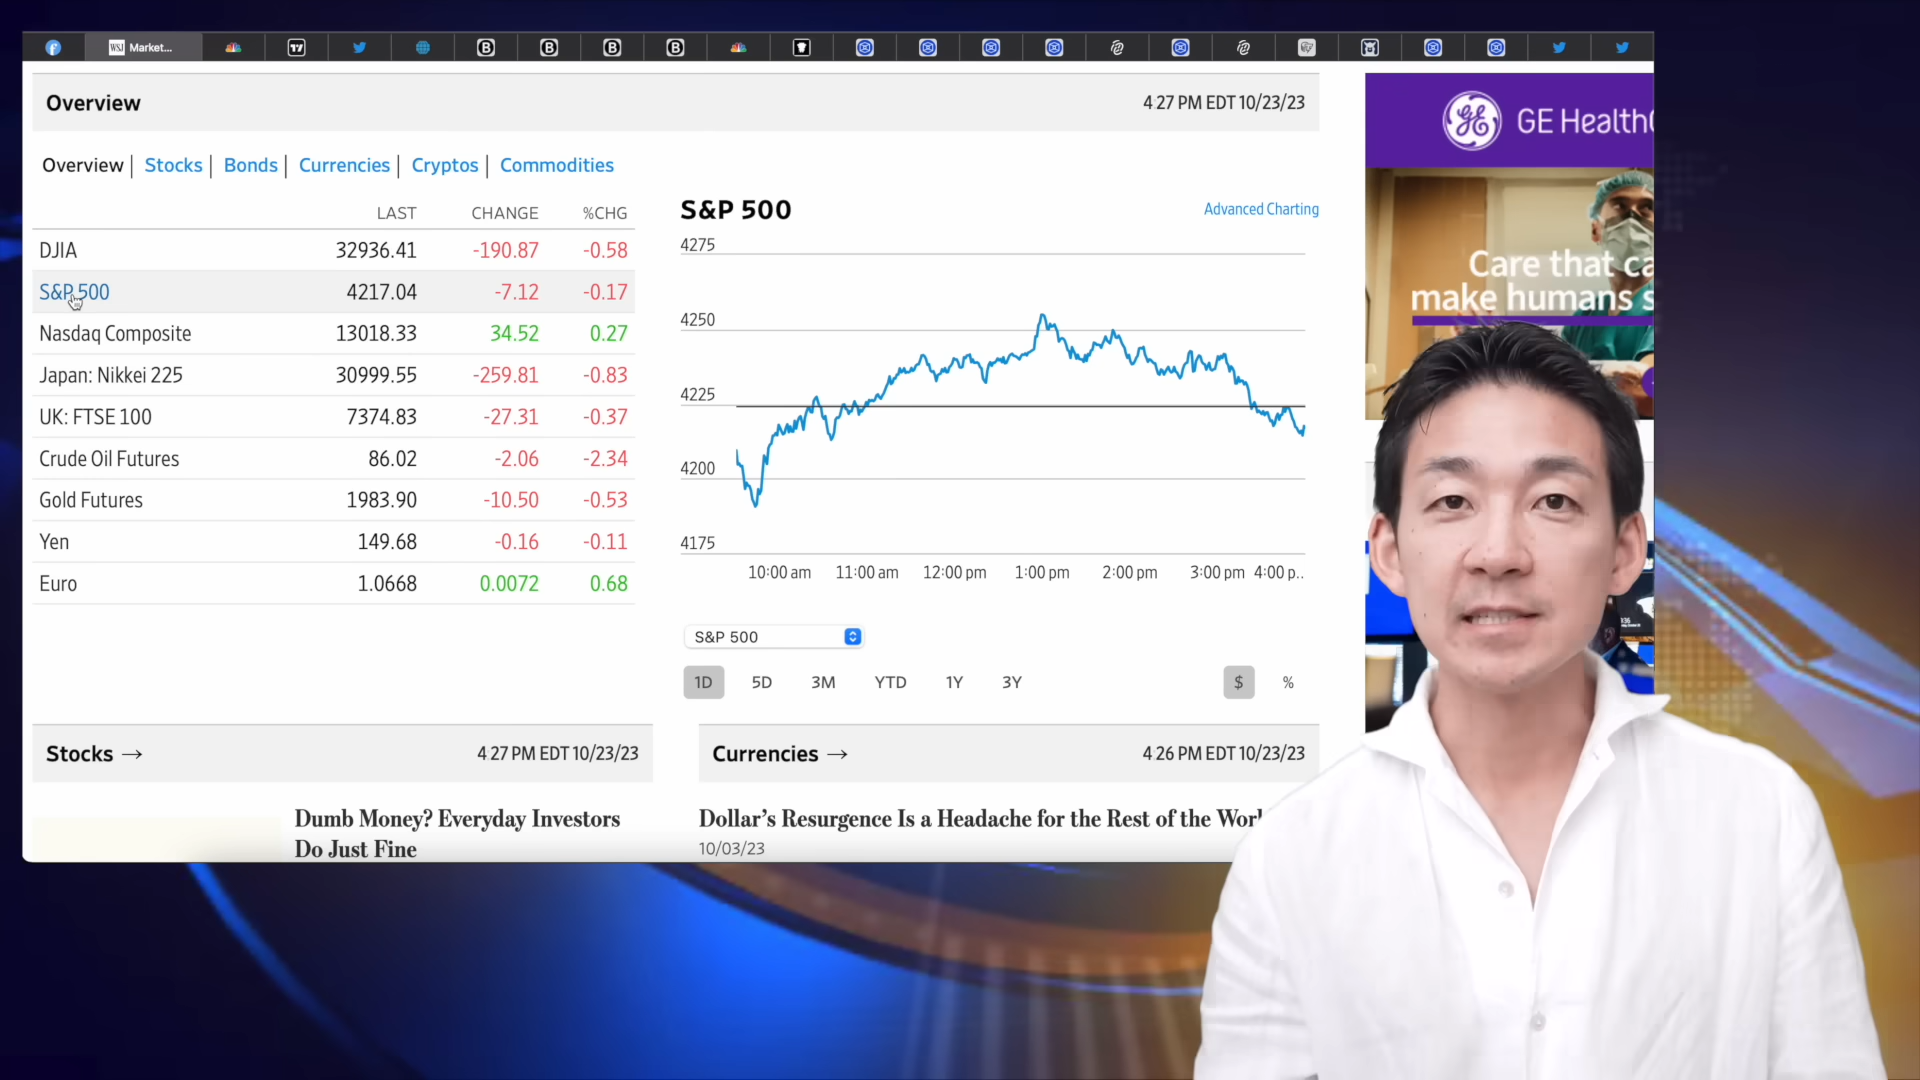 WSJ Market...
Overview 4:27 PM EDT 10/23/23
Overview | Stocks | Bonds | Currencies | Cryptos | Commodities
LAST CHANGE %CHG
DJIA 32936.41 -190.87 -0.58
S&P 500 4217.04 -7.12 -0.17
Nasdaq Composite 13018.33 34.52 0.27
Japan: Nikkei 225 30999.55 -259.81 -0.83
UK: FTSE 100 7374.83 -27.31 -0.37
Crude Oil Futures 86.02 -2.06 -2.34
Gold Futures 1983.90 -10.50 -0.53
Yen 149.68 -0.16 -0.11
Euro 1.0668 0.0072 0.68
S&P 500 Advanced Charting
4275
4250
4225
4200
4175
10:00 am 11:00 am 12:00 pm 1:00 pm 2:00 pm 3:00 pm 4:00 p..
S&P 500
1D 5D 3M YTD 1Y 3Y $ %
Stocks → 4:27 PM EDT 10/23/23
Currencies → 4:26 PM EDT 10/23/23
Dumb Money? Everyday Investors
Do Just Fine
Dollar's Resurgence Is a Headache for the Rest of the Worl
10/03/23
GE HealthC
Care that ca
make humans s